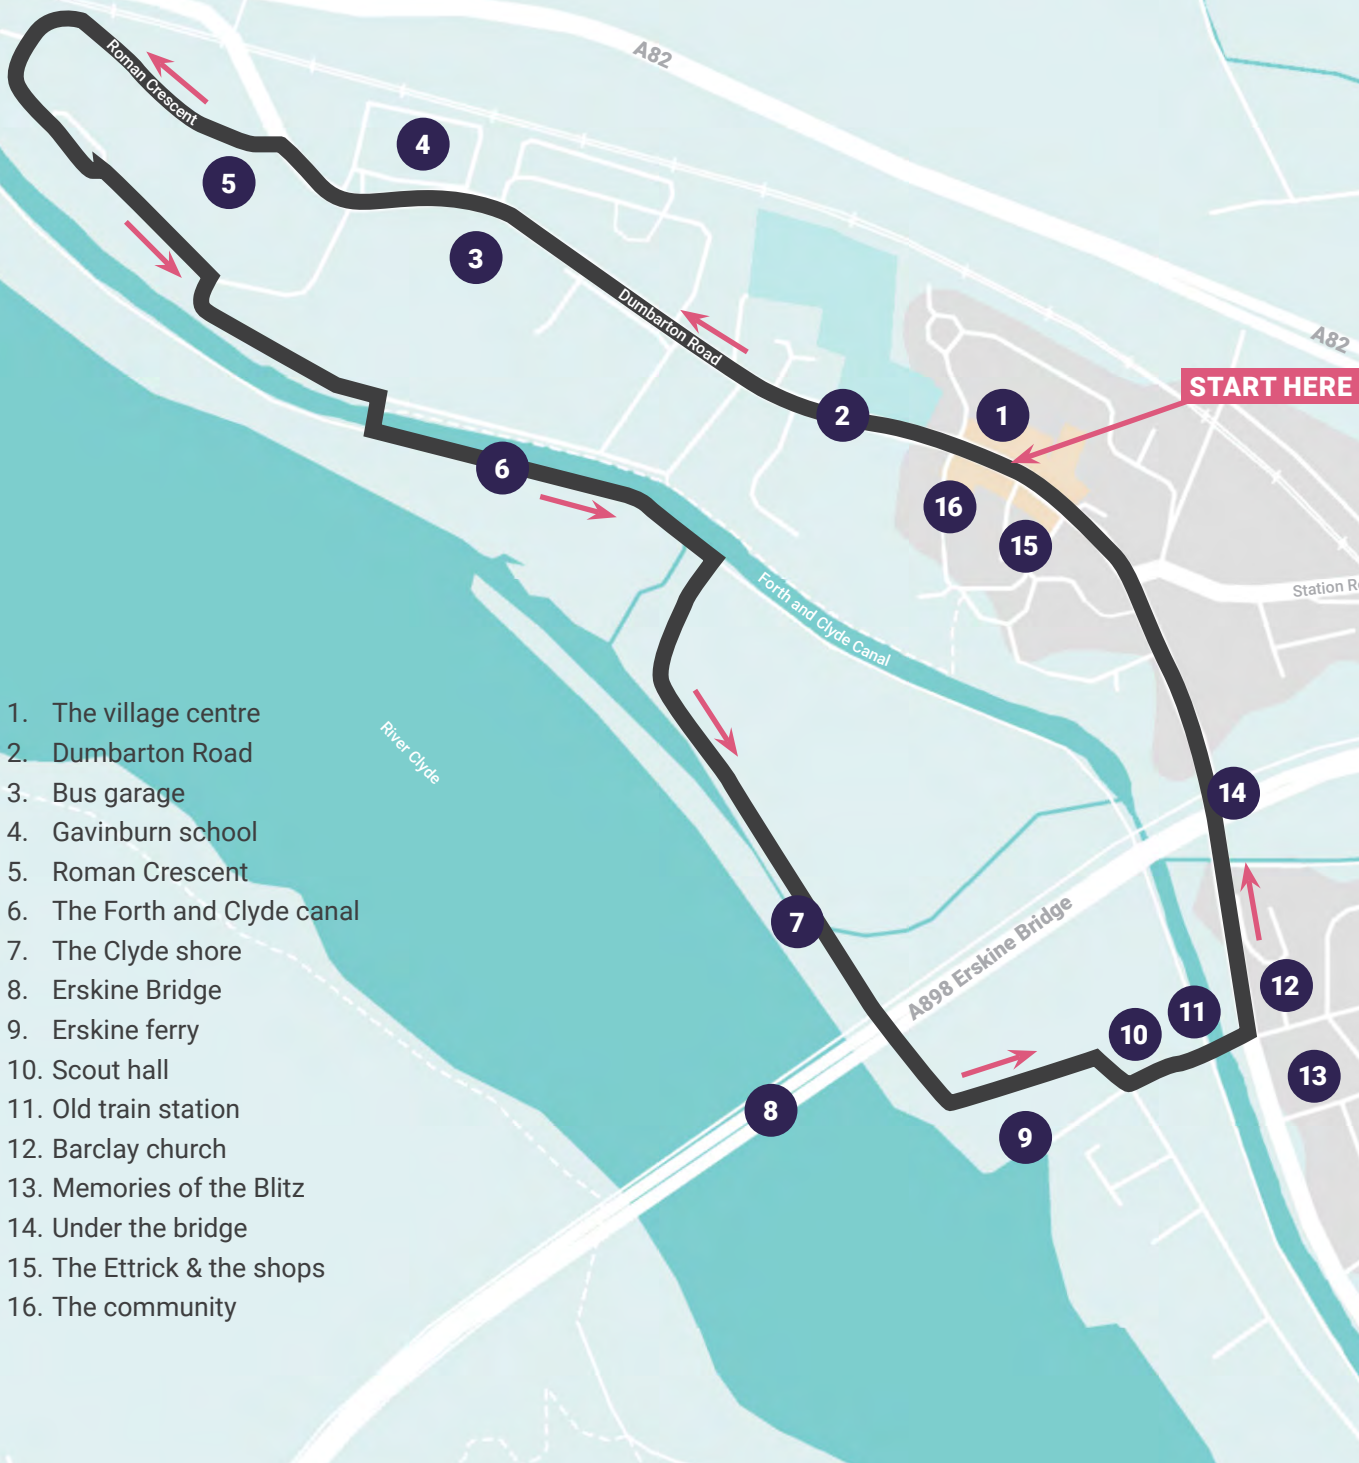 A82
Roman Crescent
4
5
3
Dumbarton Road
A82
START HERE
1
2
6
16
15
Station R
Forth and Clyde Canal
River Clyde
14
7
A898 Erskine Bridge
12
11
10
13
8
9
1. The village centre
2. Dumbarton Road
3. Bus garage
4. Gavinburn school
5. Roman Crescent
6. The Forth and Clyde canal
7. The Clyde shore
8. Erskine Bridge
9. Erskine ferry
10. Scout hall
11. Old train station
12. Barclay church
13. Memories of the Blitz
14. Under the bridge
15. The Ettrick & the shops
16. The community